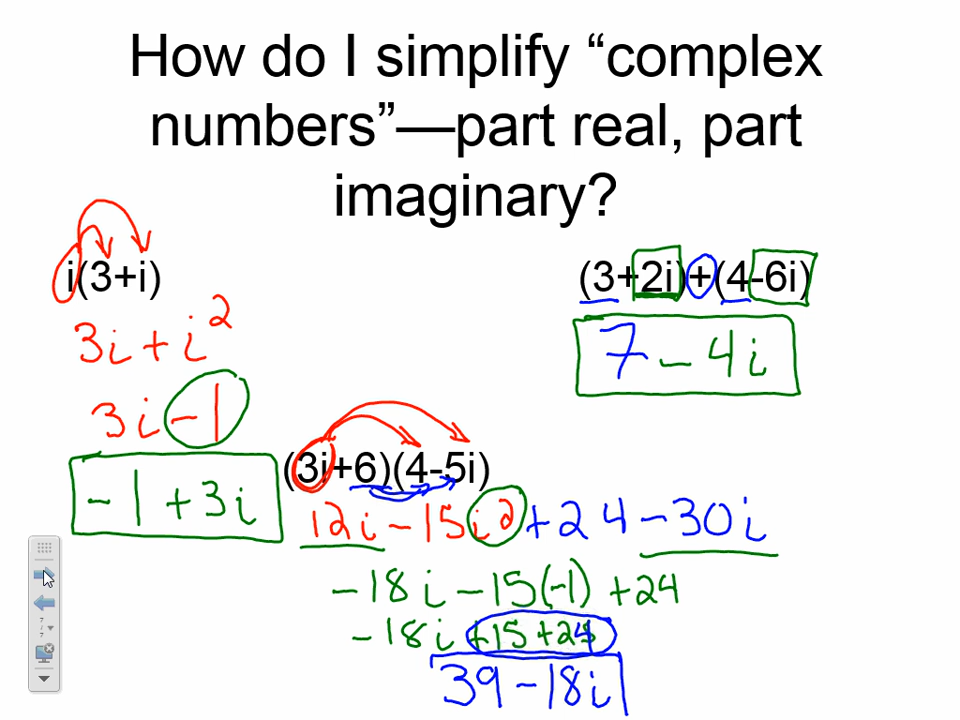 How do I simplify “complex
numbers”—part real, part
imaginary?
i(3+i)
3i + i²
3i - 1
-1 + 3i
(3+2i)+(4-6i)
7 - 4i
(3i+6)(4-5i)
12i - 15i² + 24 - 30i
-18i - 15(-1) + 24
-18i + 15 + 24
39 - 18i